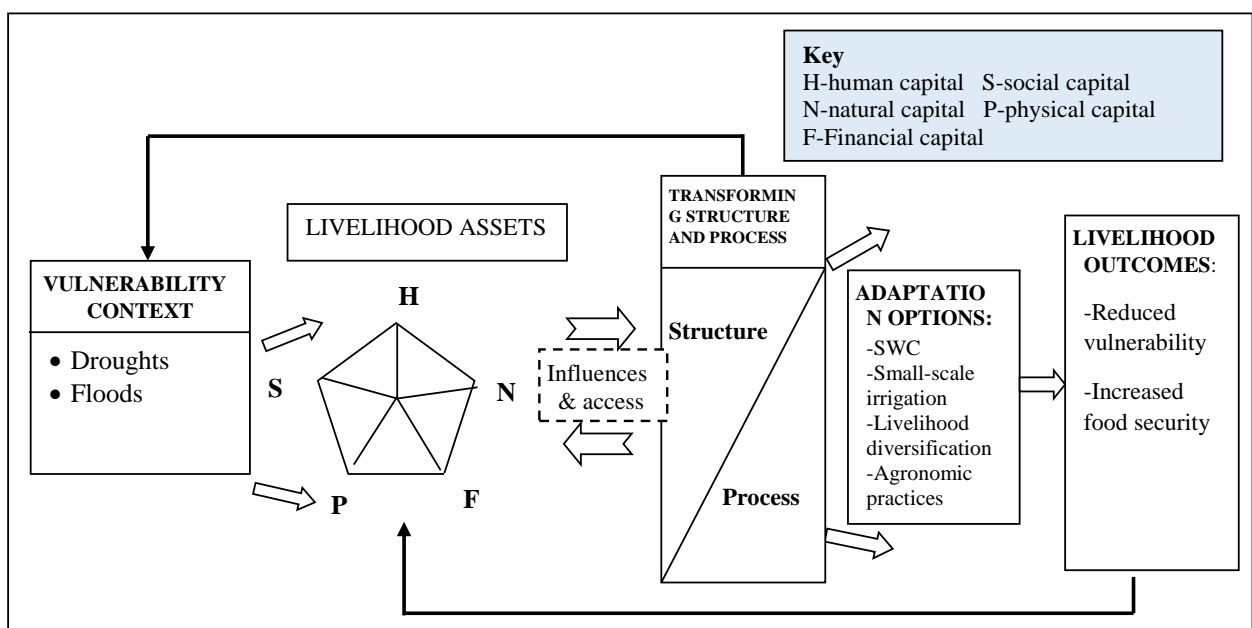 Key
H-human capital S-social capital
N-natural capital P-physical capital
F-Financial capital
VULNERABILITY
CONTEXT
• Droughts
• Floods
LIVELIHOOD ASSETS
H
S
N
P
F
Influences
& access
TRANSFORMIN
G STRUCTURE
AND PROCESS
Structure
Process
ADAPTATIO
N OPTIONS:
-SWC
-Small-scale
irrigation
-Livelihood
diversification
-Agronomic
practices
LIVELIHOOD
OUTCOMES:
-Reduced
vulnerability
-Increased
food security